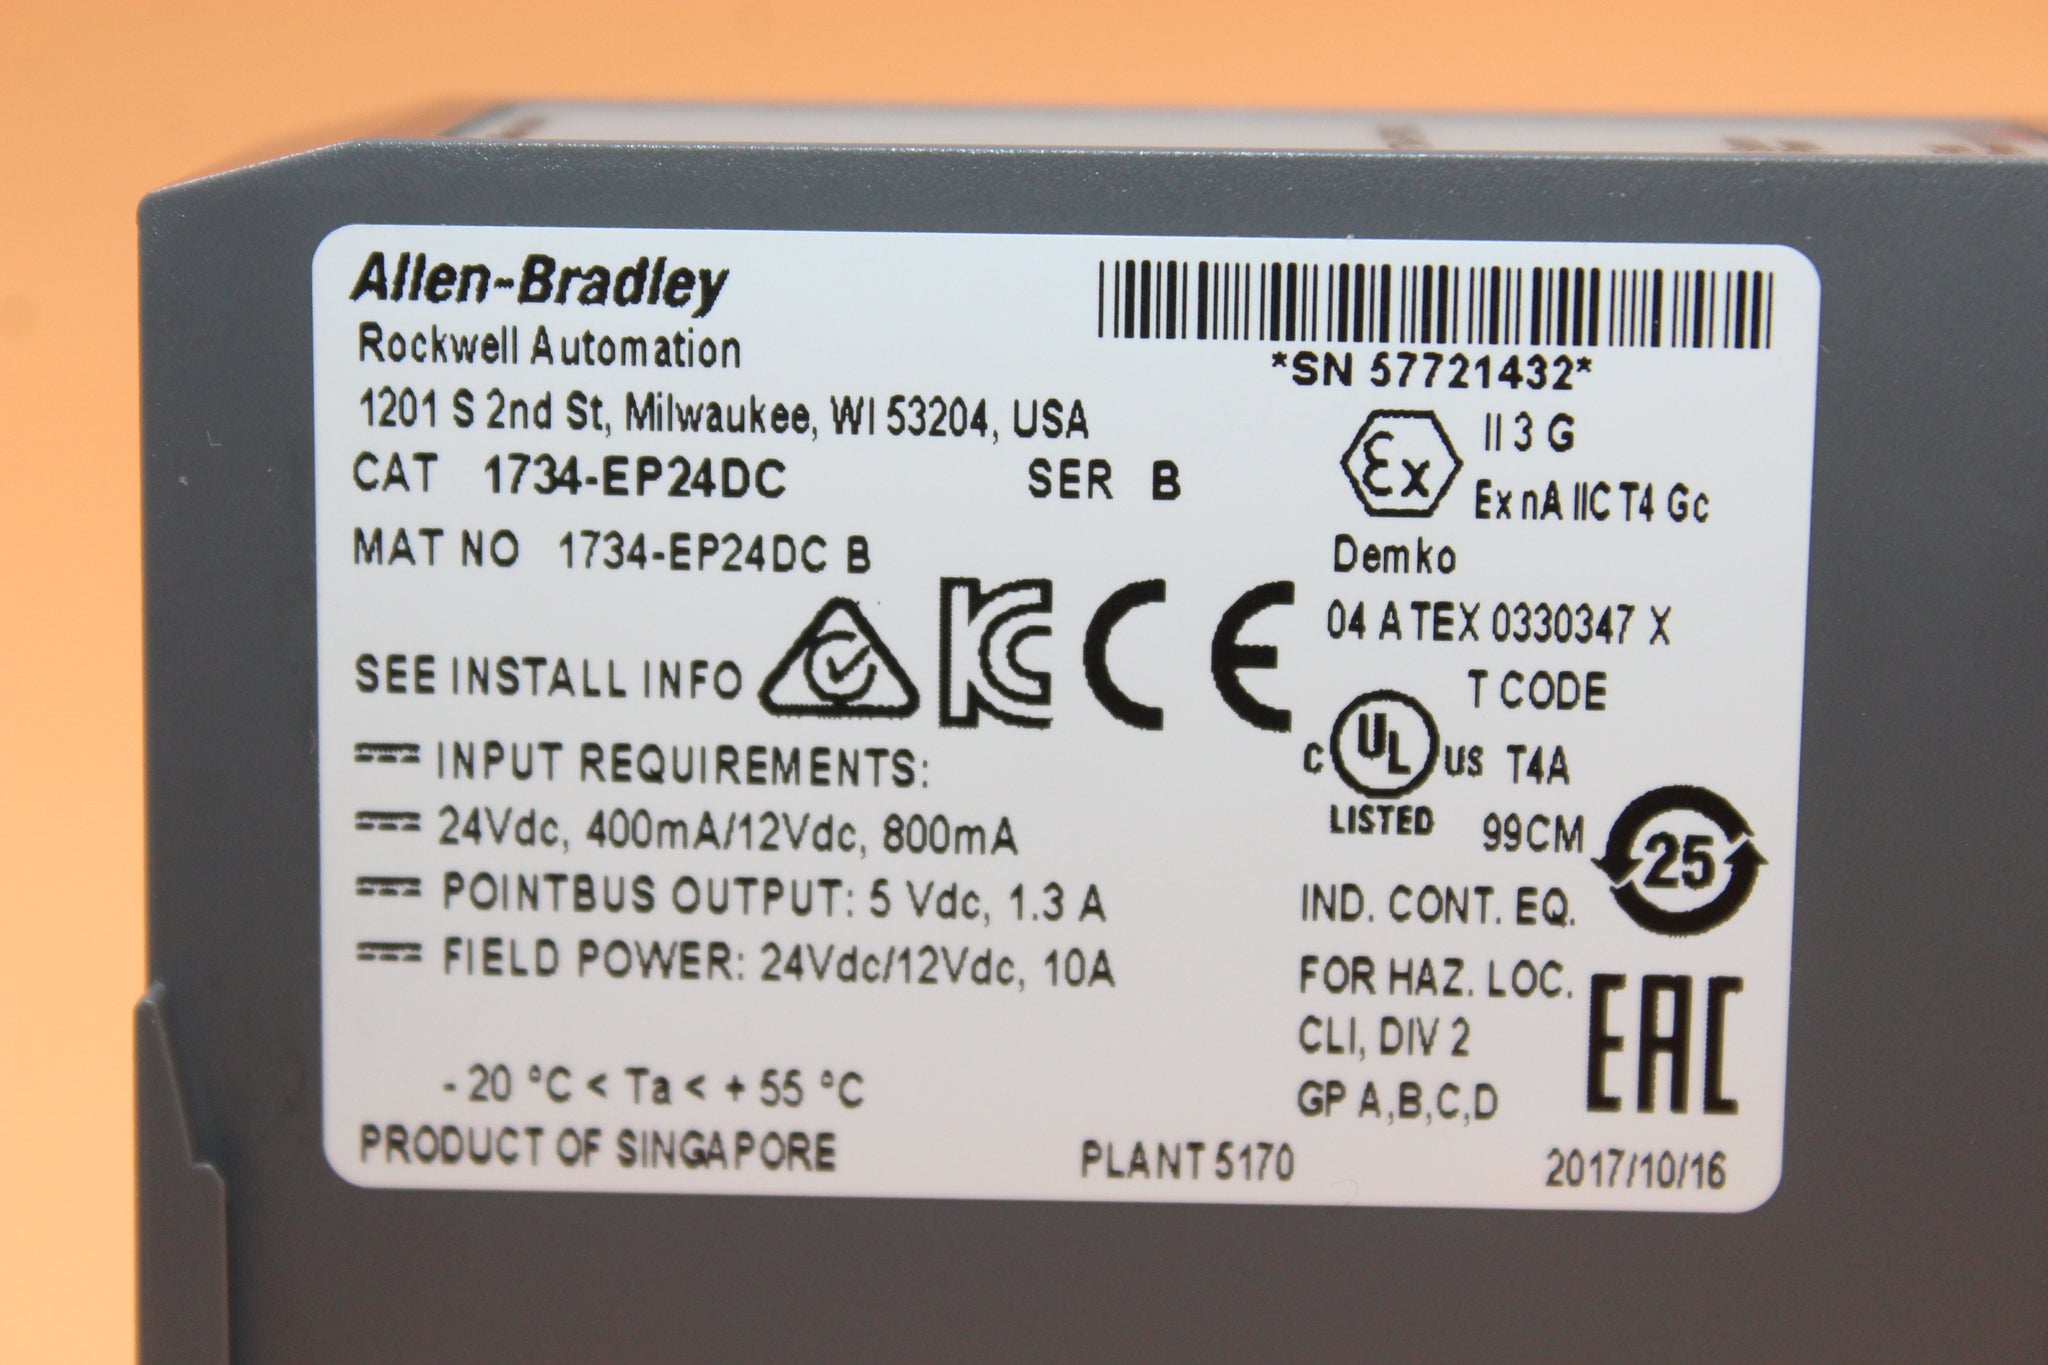 Allen-Bradley
Rockwell Automation
1201 S 2nd St, Milwaukee, WI 53204, USA
CAT 1734-EP24DC SER B
MAT NO 1734-EP24DC B
SEE INSTALL INFO
KC CE
INPUT REQUIREMENTS:
24Vdc, 400mA/12Vdc, 800mA
POINTBUS OUTPUT: 5 Vdc, 1.3 A
FIELD POWER: 24Vdc/12Vdc, 10A
- 20 °C < Ta < + 55 °C
PRODUCT OF SINGAPORE
PLANT 5170
*SN 57721432*
Ex II 3 G
Ex nA IIC T4 Gc
Demko
04 ATEX 0330347 X
T CODE
C UL US T4A
LISTED 99CM
25
IND. CONT. EQ.
FOR HAZ. LOC.
CLI, DIV 2
GP A,B,C,D
EAC
2017/10/16